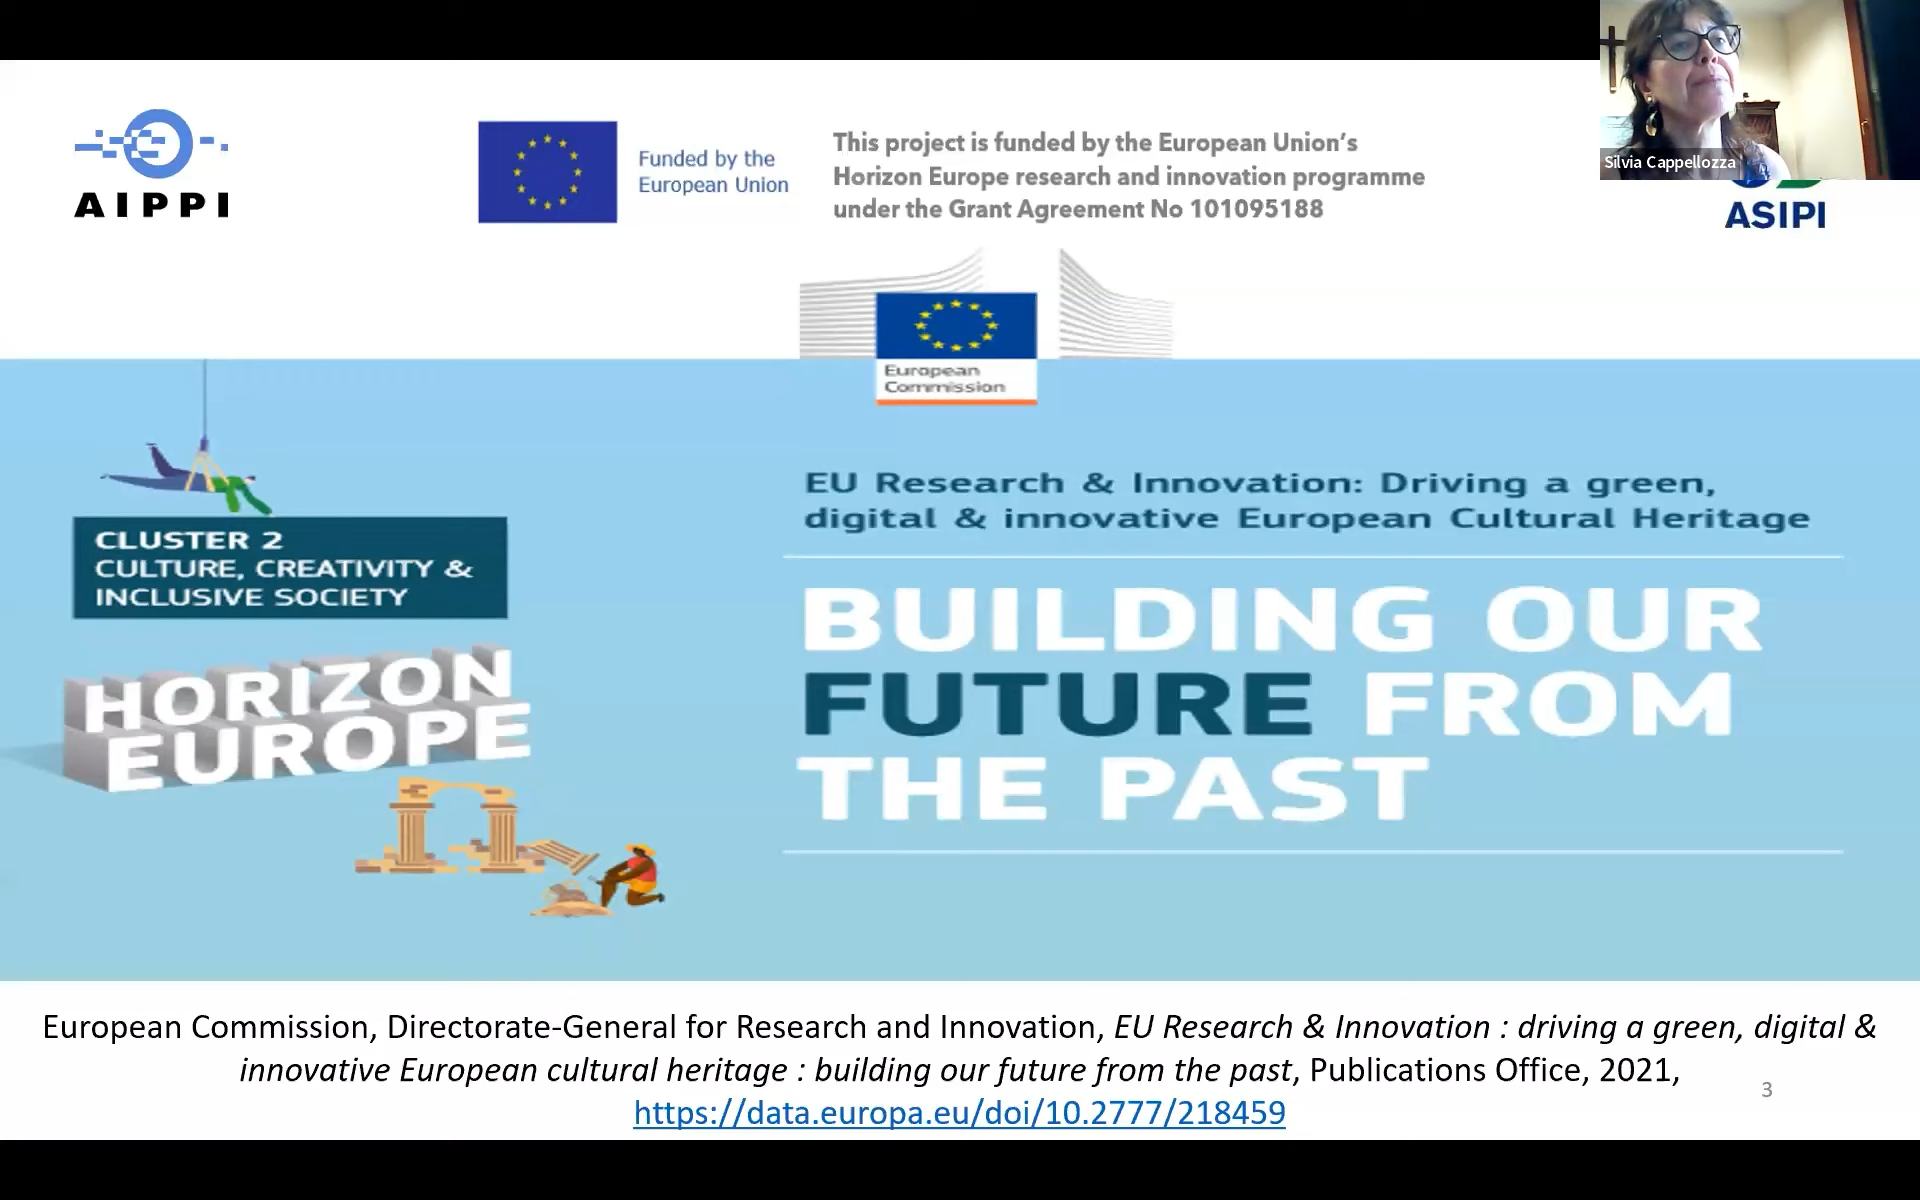 AIPPI
Funded by the
European Union
This project is funded by the European Union's
Horizon Europe research and innovation programme
under the Grant Agreement No 101095188
Silvia Cappellozza
ASIPI
European
Commission
CLUSTER 2
CULTURE, CREATIVITY &
INCLUSIVE SOCIETY
HORIZON
EUROPE
EU Research & Innovation: Driving a green,
digital & innovative European Cultural Heritage
BUILDING OUR
FUTURE FROM
THE PAST
European Commission, Directorate-General for Research and Innovation, EU Research & Innovation : driving a green, digital &
innovative European cultural heritage : building our future from the past, Publications Office, 2021,
https://data.europa.eu/doi/10.2777/218459
3